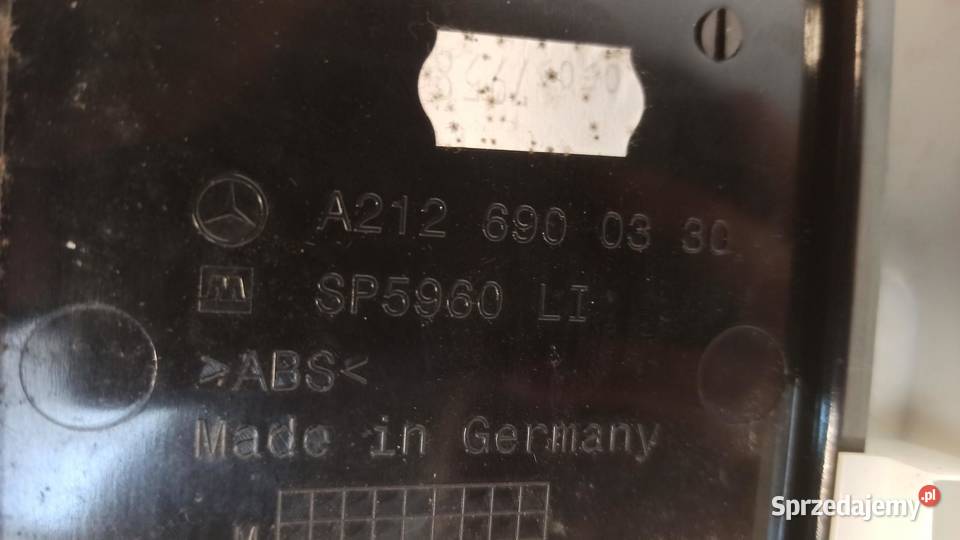 A212 690 03 30
SP5960 LI
>ABS<
Made in Germany
M
Sprzedajemy.pl